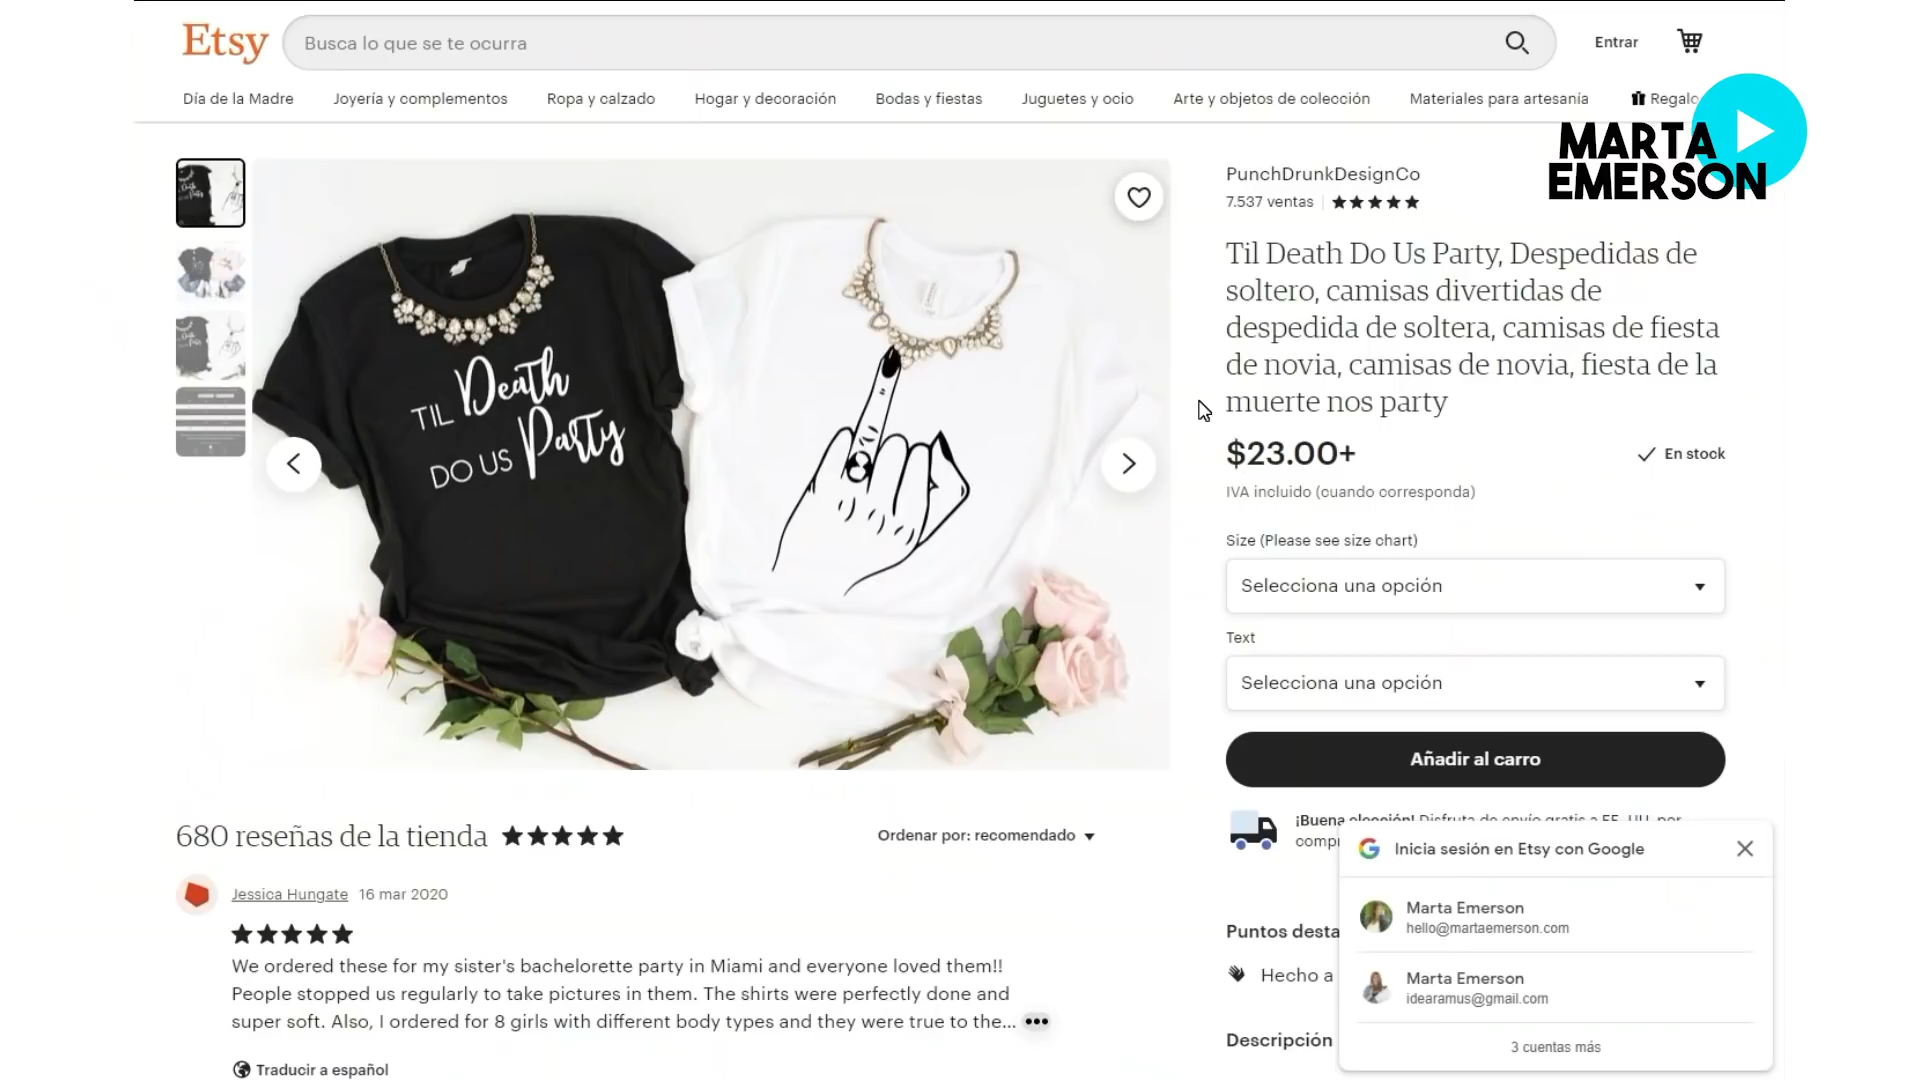 Etsy
Busca lo que se te ocurra
Entrar
Día de la Madre
Joyería y complementos
Ropa y calzado
Hogar y decoración
Bodas y fiestas
Juguetes y ocio
Arte y objetos de colección
Materiales para artesanía
MARTA
EMERSON
PunchDrunkDesignCo
7.537 ventas
Til Death Do Us Party, Despedidas de
soltero, camisas divertidas de
despedida de soltera, camisas de fiesta
de novia, camisas de novia, fiesta de la
muerte nos party
$23.00+
En stock
IVA incluido (cuando corresponda)
Size (Please see size chart)
Selecciona una opción
Text
Selecciona una opción
Añadir al carro
TIL Death
DO US Party
680 reseñas de la tienda
Ordenar por: recomendado
Jessica Hungate 16 mar 2020
We ordered these for my sister's bachelorette party in Miami and everyone loved them!!
People stopped us regularly to take pictures in them. The shirts were perfectly done and
super soft. Also, I ordered for 8 girls with different body types and they were true to the...
Traducir a español
¡Buena elección! Disfruta de envío gratis a EE. UU. por
Puntos
Hecho a
Descripción
Inicia sesión en Etsy con Google
Marta Emerson
hello@martaemerson.com
Marta Emerson
idearamus@gmail.com
3 cuentas más